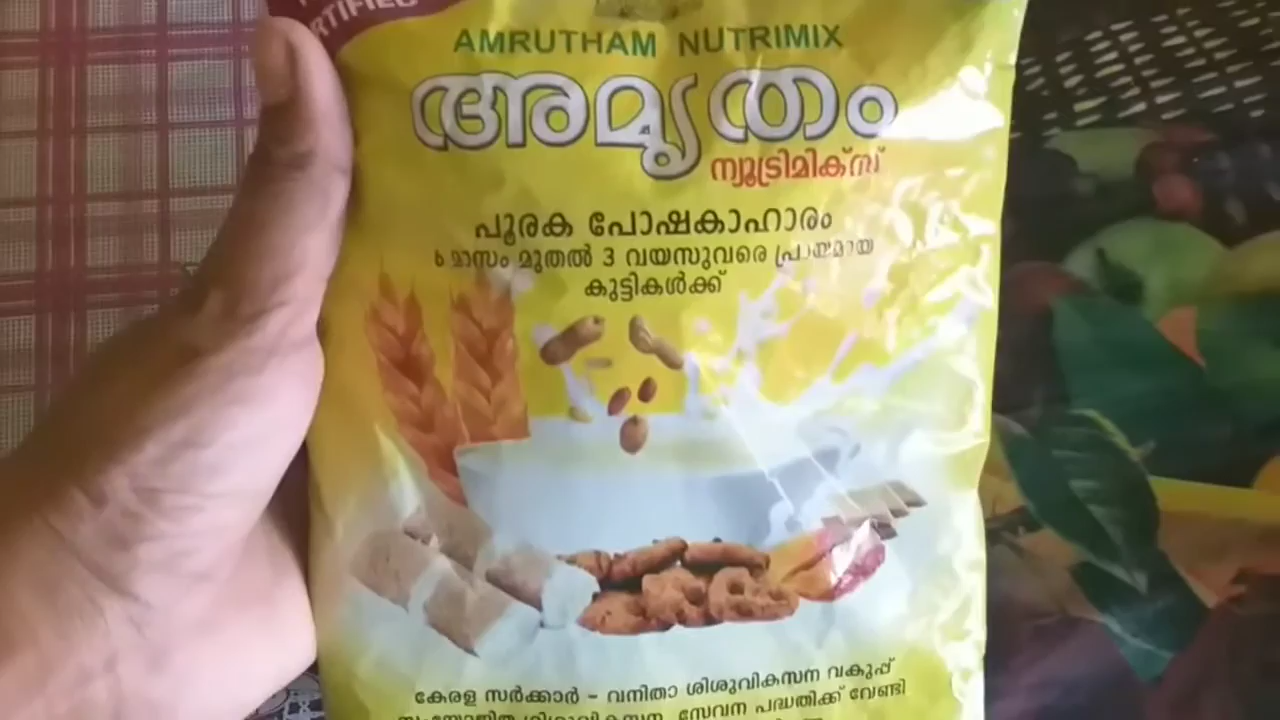 AMRUTHAM NUTRIMIX
അമൃതം
ന്യൂട്രിമിക്സ്
പൂരക പോഷകാഹാരം
6 മാസം മുതൽ 3 വയസുവരെ പ്രായമായ
കുട്ടികൾക്ക്
കേരള സർക്കാർ - വനിതാ ശിശുവികസന വകുപ്പ്
സംയോജിത ശിശുവികസന സേവന പദ്ധതിക്ക് വേണ്ടി